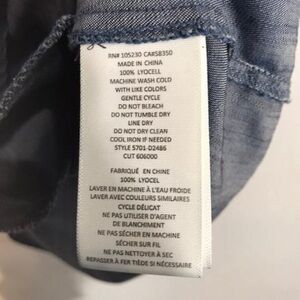 RN# 105230 CA#58350
MADE IN CHINA
100% LYOCELL
MACHINE WASH COLD
WITH LIKE COLORS
GENTLE CYCLE
DO NOT BLEACH
DO NOT TUMBLE DRY
LINE DRY
DO NOT DRY CLEAN
COOL IRON IF NEEDED
STYLE 5701-D2486
CUT 606000
FABRIQUÉ EN CHINE
100% LYOCELL
LAVER EN MACHINE À L'EAU FROIDE
LAVER AVEC COULEURS SIMILAIRES
CYCLE DÉLICAT
NE PAS UTILISER D'AGENT
DE BLANCHIMENT
NE PAS SÉCHER EN MACHINE
SÉCHER SUR FIL
NE PAS NETTOYER À SEC
REPASSER À FER TIÈDE SI NÉCESSAIRE